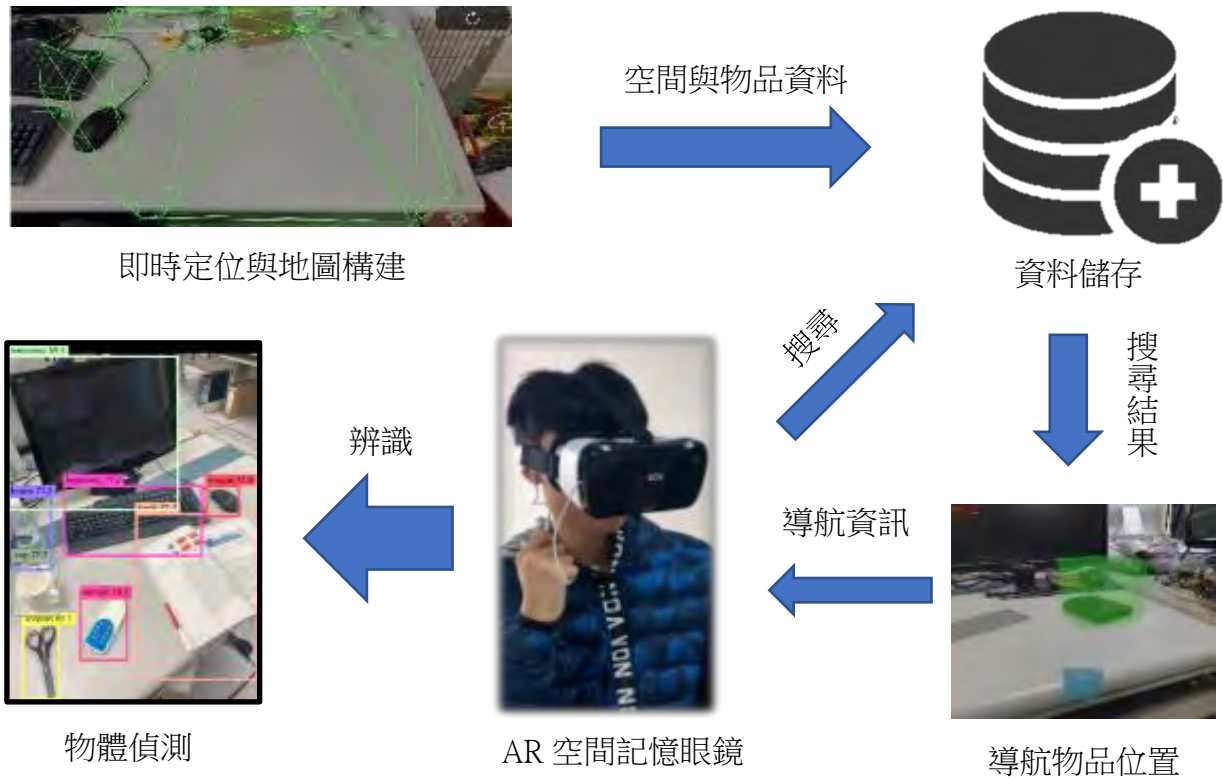 空間與物品資料
即時定位與地圖構建
資料儲存
搜尋
搜尋結果
辨識
導航資訊
物體偵測
AR 空間記憶眼鏡
導航物品位置